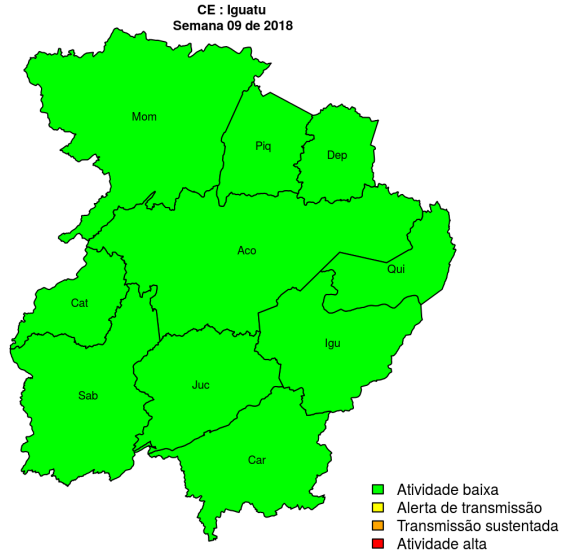 CE : Iguatu
Semana 09 de 2018
Mom
Piq
Dep
Aco
Qui
Cat
Igu
Juc
Sab
Car
Atividade baixa
Alerta de transmissão
Transmissão sustentada
Atividade alta